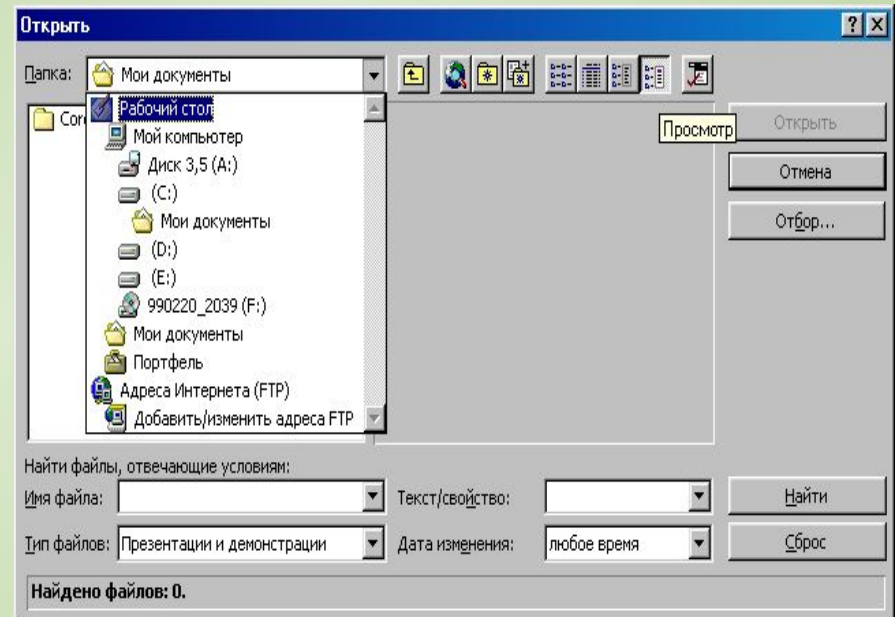 Открыть
Папка: Мои документы
Рабочий стол
Мой компьютер
Диск 3,5 (A:)
(C:)
Мои документы
(D:)
(E:)
990220_2039 (F:)
Мои документы
Портфель
Адреса Интернета (FTP)
Добавить/изменить адреса FTP
Просмотр
Открыть
Отмена
Отбор...
Найти файлы, отвечающие условиям:
Имя файла: Текст/свойство: Найти
Тип файлов: Презентации и демонстрации Дата изменения: любое время Сброс
Найдено файлов: 0.